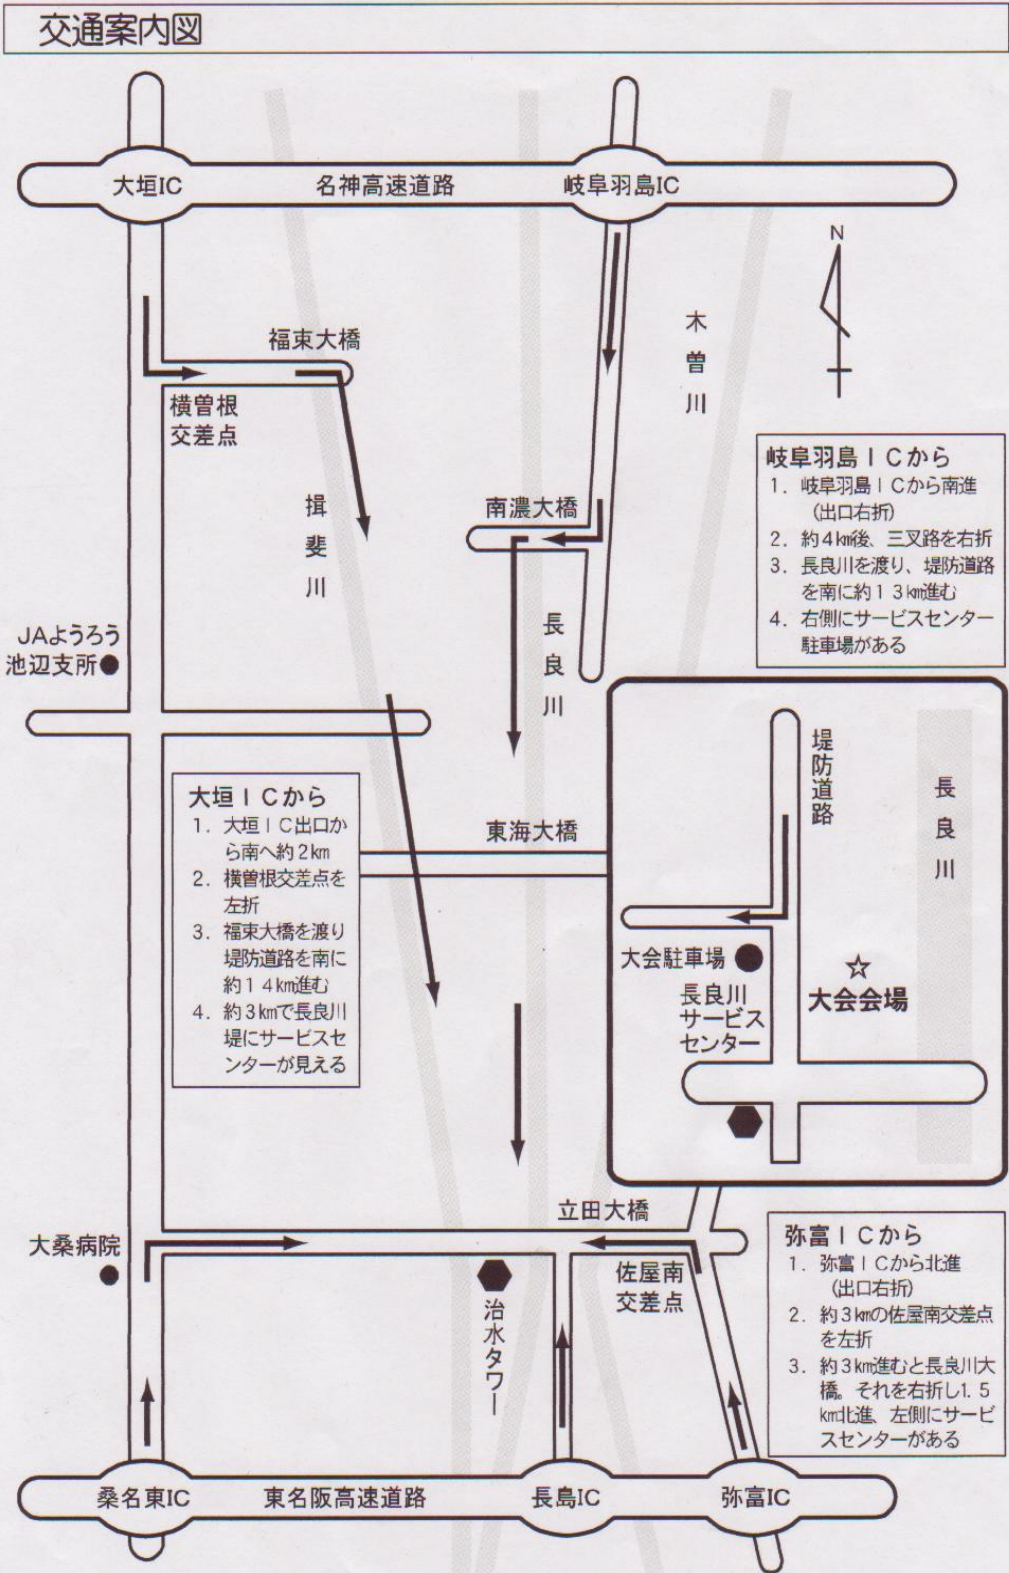 交通案内図
大垣IC
名神高速道路
岐阜羽島IC
N
福束大橋
木曽川
横曽根
交差点
揖斐川
南濃大橋
長良川
岐阜羽島ICから
1. 岐阜羽島ICから南進
(出口右折)
2. 約4㎞後、三叉路を右折
3. 長良川を渡り、堤防道路
を南に約13㎞進む
4. 右側にサービスセンター
駐車場がある
JAようろう
池辺支所
堤防道路
長良川
大会駐車場
長良川
サービス
センター
大会会場
大垣ICから
1. 大垣IC出口か
ら南へ約2㎞
2. 横曽根交差点を
左折
3. 福束大橋を渡り
堤防道路を南に
約14㎞進む
4. 約3㎞で長良川
堤にサービスセ
ンターが見える
東海大橋
立田大橋
大桑病院
佐屋南
交差点
治水タワー
弥富ICから
1. 弥富ICから北進
(出口右折)
2. 約3㎞の佐屋南交差点
を左折
3. 約3㎞進むと長良川大
橋。それを右折し1.5
㎞北進、左側にサービ
スセンターがある
桑名東IC
東名阪高速道路
長島IC
弥富IC